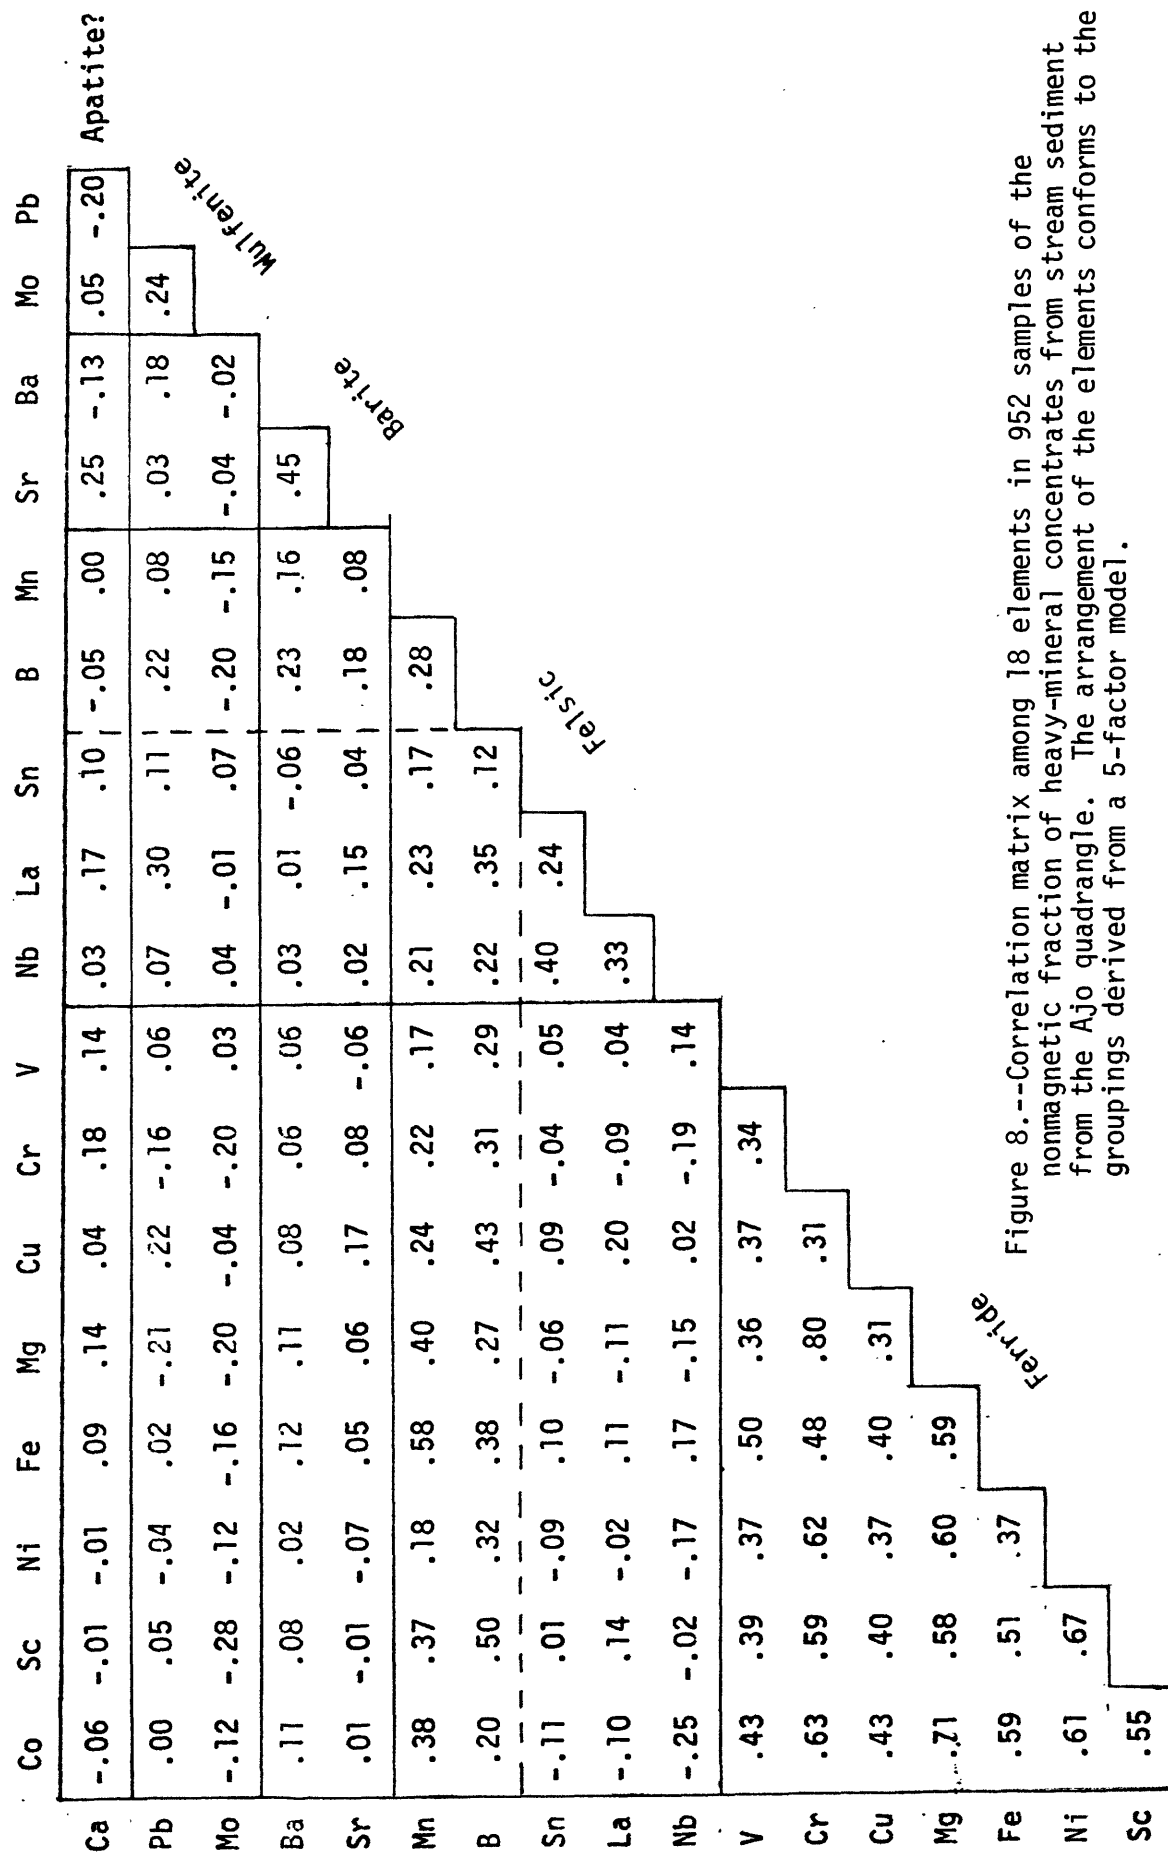 Co Sc Ni Fe Mg Cu Cr V Nb La Sn B Mn Sr Ba Mo Pb
Ca -.06 -.01 -.01 .09 .14 .04 .18 .14 .03 .17 .10 -.05 .00 .25 -.13 .05 -.20 Apatite?
Pb .00 .05 -.04 .02 -.21 .22 -.16 .06 .07 .30 .11 .22 .08 .03 .18 .24
Wulfenite
Mo -.12 -.28 -.12 -.16 -.20 -.04 -.20 .03 .04 -.01 .07 -.20 -.15 -.04 -.02
Ba .11 .08 .02 .12 .11 .08 .06 .06 .03 .01 -.06 .23 .16 .45
Barite
Sr .01 -.01 -.07 .05 .06 .17 .08 -.06 .02 .15 .04 .18 .08
Mn .38 .37 .18 .58 .40 .24 .22 .17 .21 .23 .17 .28
B .20 .50 .32 .38 .27 .43 .31 .29 .22 .35 .12
Sn -.11 .01 -.09 .10 -.06 .09 -.04 .05 .40 .24
Felsic
La -.10 .14 -.02 .11 -.11 .20 -.09 .04 .33
Nb -.25 -.02 -.17 .17 -.15 .02 -.19 .14
V .43 .39 .37 .50 .36 .37 .34
Cr .63 .59 .62 .48 .80 .31
Cu .43 .40 .37 .40 .31
Mg .71 .58 .60 .59
Ferride
Fe .59 .51 .37
Ni .61 .67
Sc .55
Figure 8.--Correlation matrix among 18 elements in 952 samples of the
nonmagnetic fraction of heavy-mineral concentrates from stream sediment
from the Ajo quadrangle. The arrangement of the elements conforms to the
groupings derived from a 5-factor model.